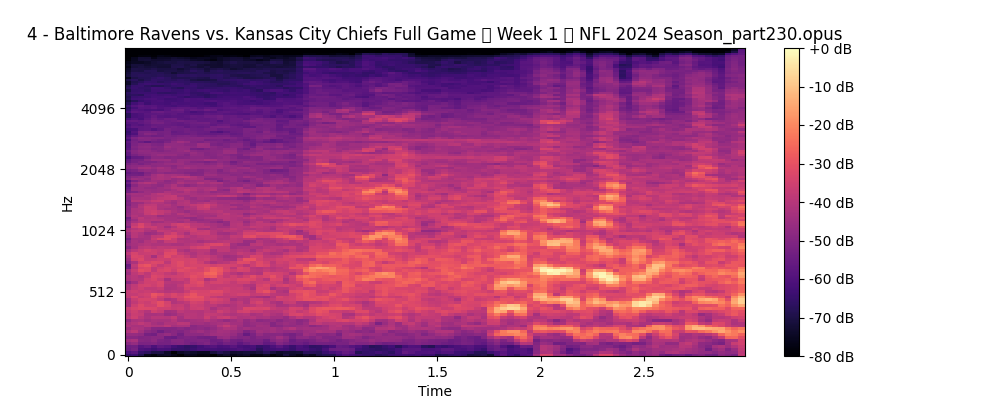 4 - Baltimore Ravens vs. Kansas City Chiefs Full Game ▯ Week 1 ▯ NFL 2024 Season_part230.opus
+0 dB
-10 dB
-20 dB
-30 dB
-40 dB
-50 dB
-60 dB
-70 dB
-80 dB
4096
2048
1024
512
0
Hz
0
0.5
1
1.5
2
2.5
Time